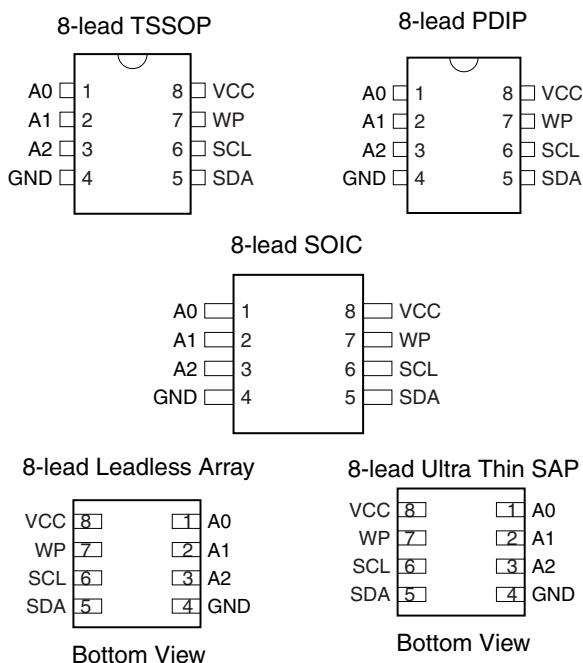 8-lead TSSOP
A0 1 8 VCC
A1 2 7 WP
A2 3 6 SCL
GND 4 5 SDA
8-lead PDIP
A0 1 8 VCC
A1 2 7 WP
A2 3 6 SCL
GND 4 5 SDA
8-lead SOIC
A0 1 8 VCC
A1 2 7 WP
A2 3 6 SCL
GND 4 5 SDA
8-lead Leadless Array
VCC 8 1 A0
WP 7 2 A1
SCL 6 3 A2
SDA 5 4 GND
Bottom View
8-lead Ultra Thin SAP
VCC 8 1 A0
WP 7 2 A1
SCL 6 3 A2
SDA 5 4 GND
Bottom View